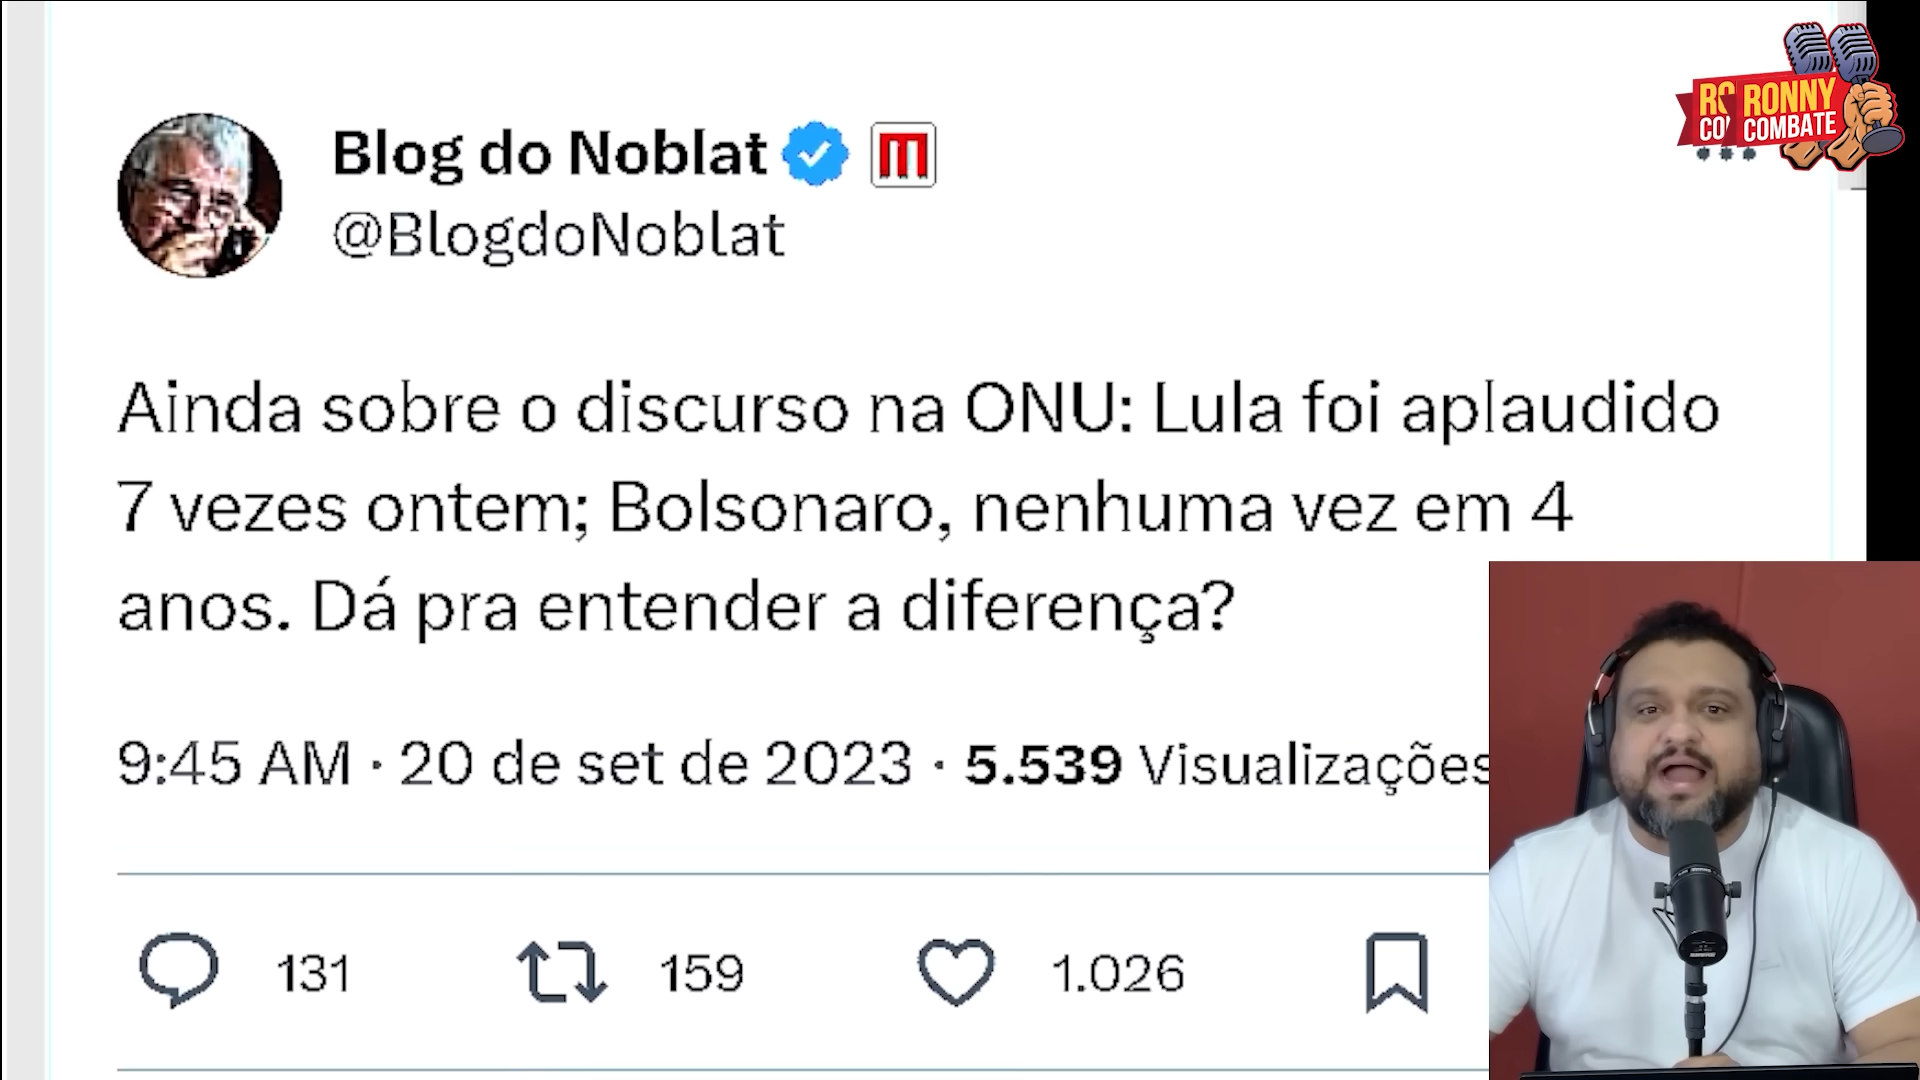 Blog do Noblat
@BlogdoNoblat
RO
CO
RONNY
COMBATE
Ainda sobre o discurso na ONU: Lula foi aplaudido
7 vezes ontem; Bolsonaro, nenhuma vez em 4
anos. Dá pra entender a diferença?
9:45 AM · 20 de set de 2023 · 5.539 Visualizações
131 159 1.026